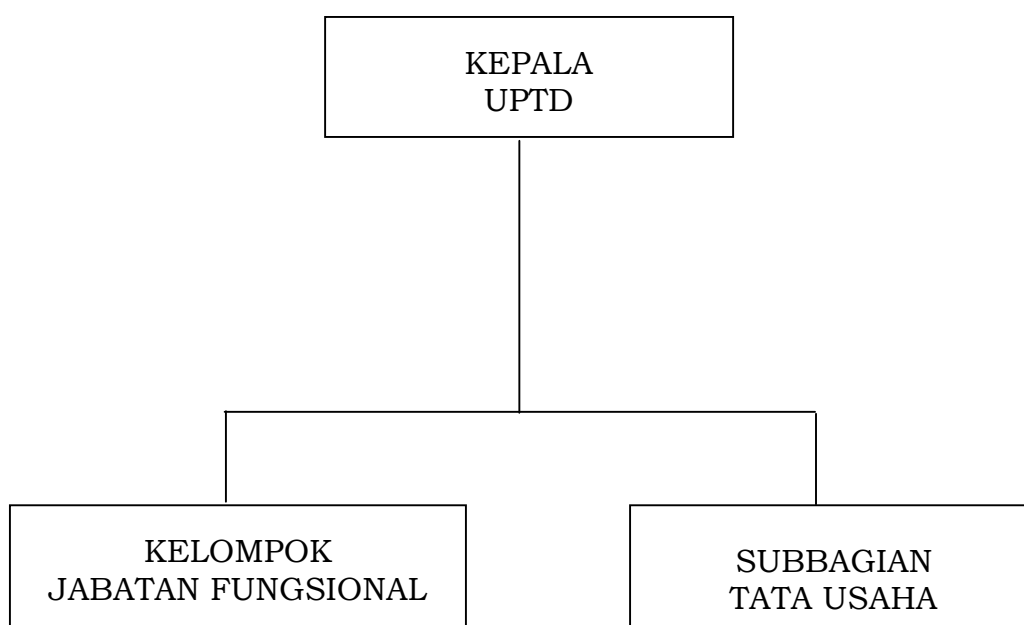 KEPALA
UPTD
KELOMPOK
JABATAN FUNGSIONAL
SUBBAGIAN
TATA USAHA